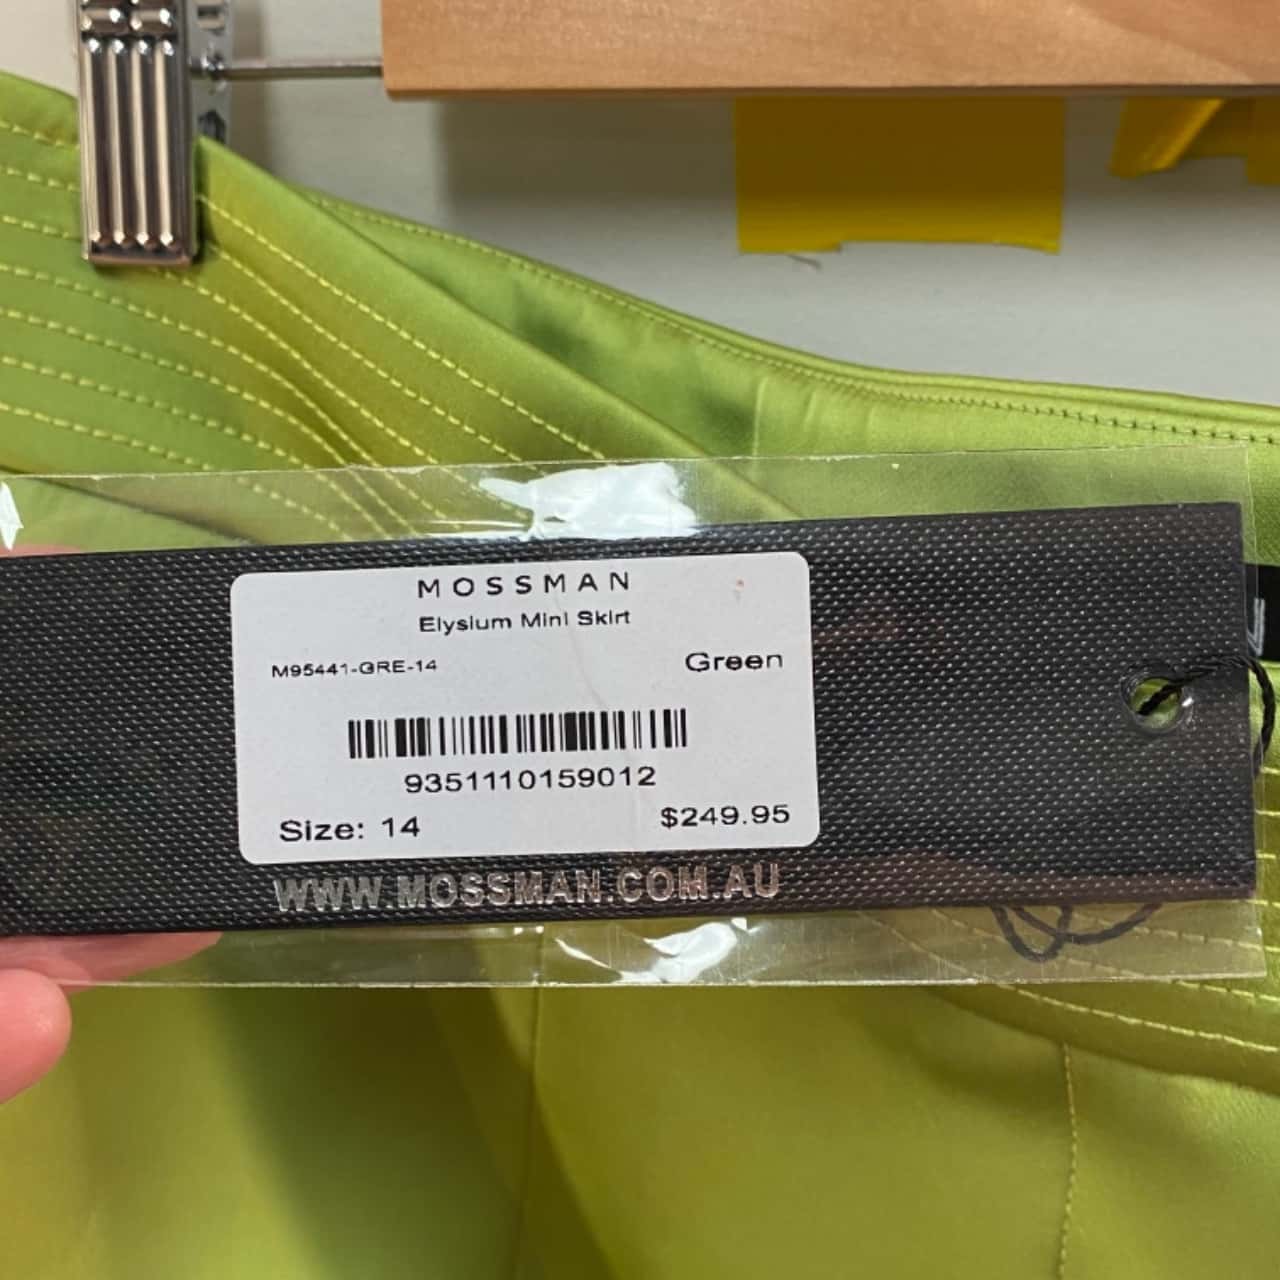 MOSSMAN
Elysium Mini Skirt
M95441-GRE-14
Green
9351110159012
Size: 14
$249.95
WWW.MOSSMAN.COM.AU